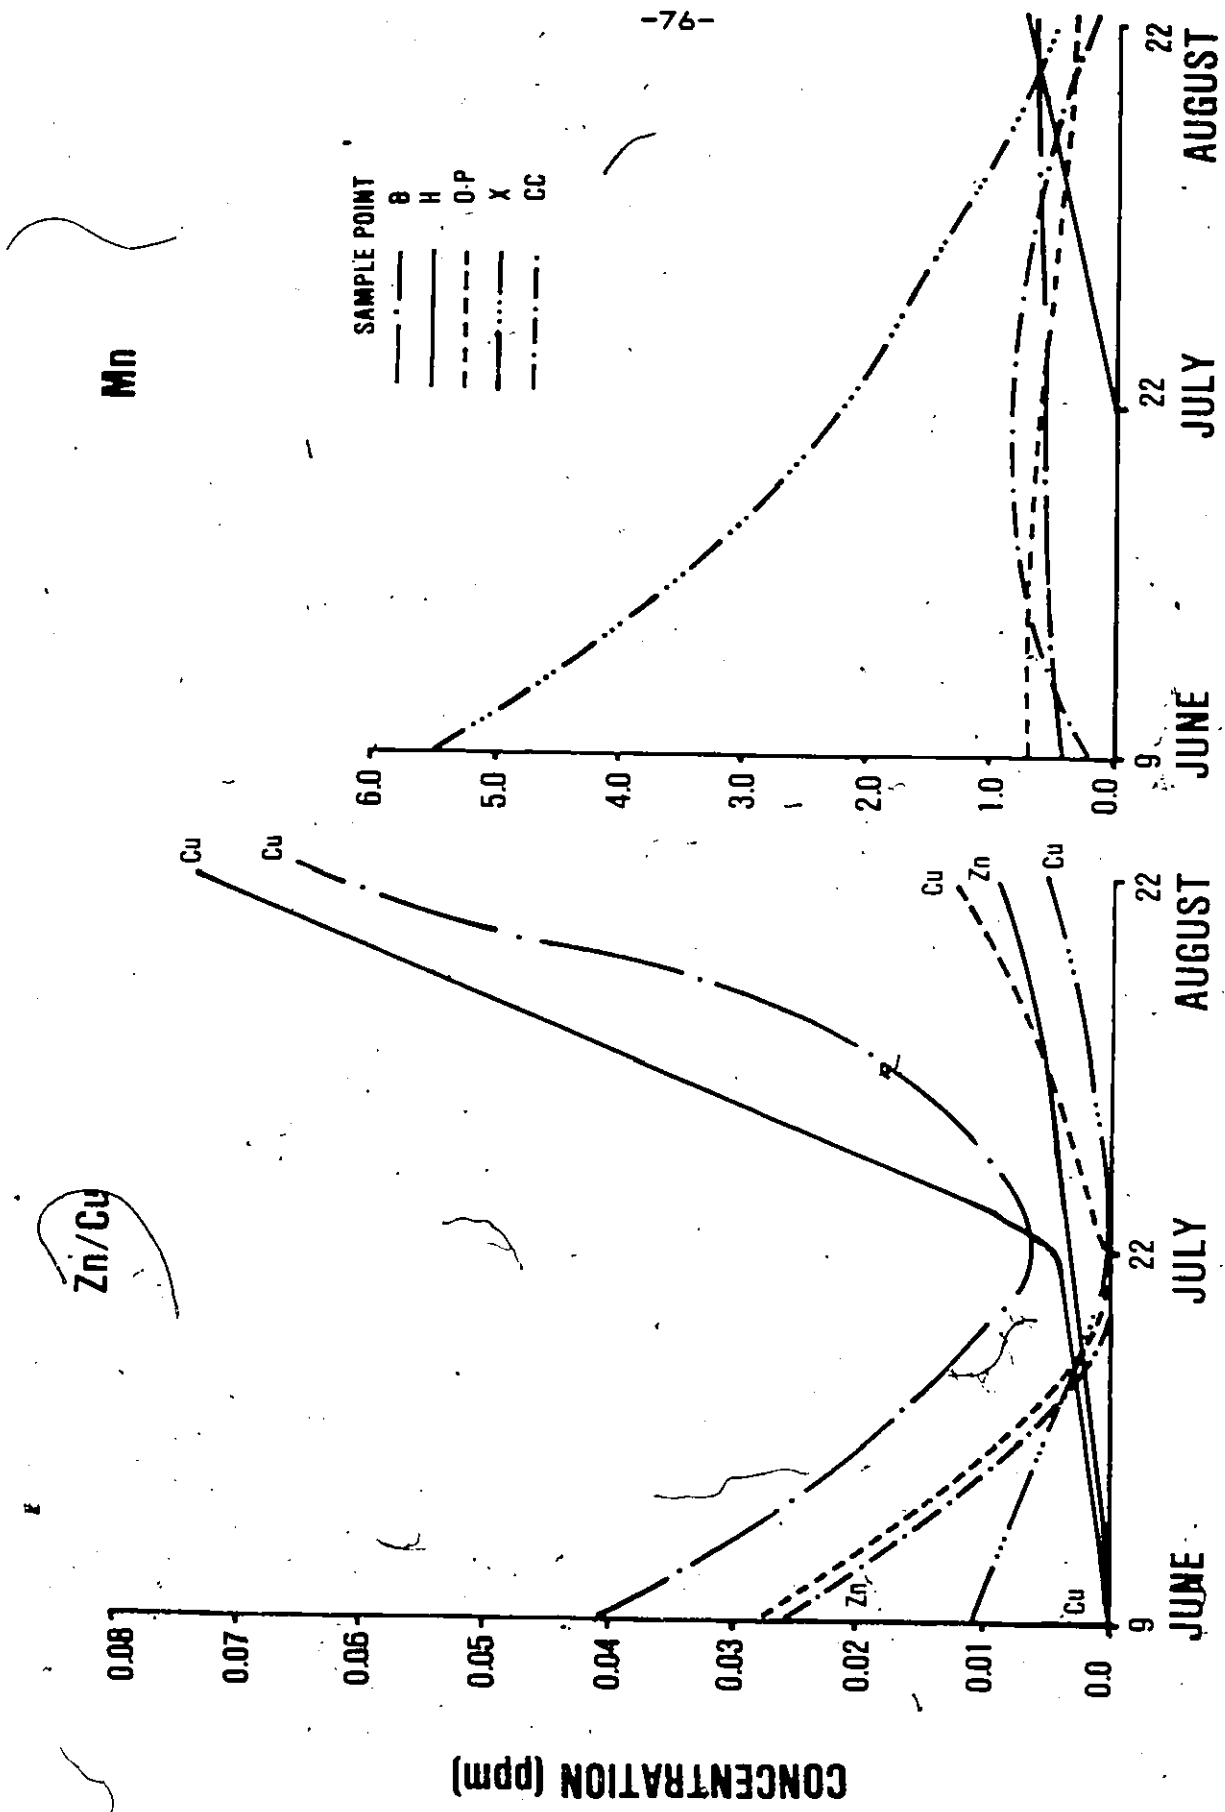 -76-
Zn/Cu
Mn
SAMPLE POINT
B
H
O-P
X
CC
CONCENTRATION (ppm)
0.08
0.07
0.06
0.05
0.04
0.03
0.02
0.01
0.0
Cu
Cu
Cu
Zn
Cu
Zn
Cu
9
22
22
JUNE
JULY
AUGUST
6.0
5.0
4.0
3.0
2.0
1.0
0.0
9
22
22
JUNE
JULY
AUGUST